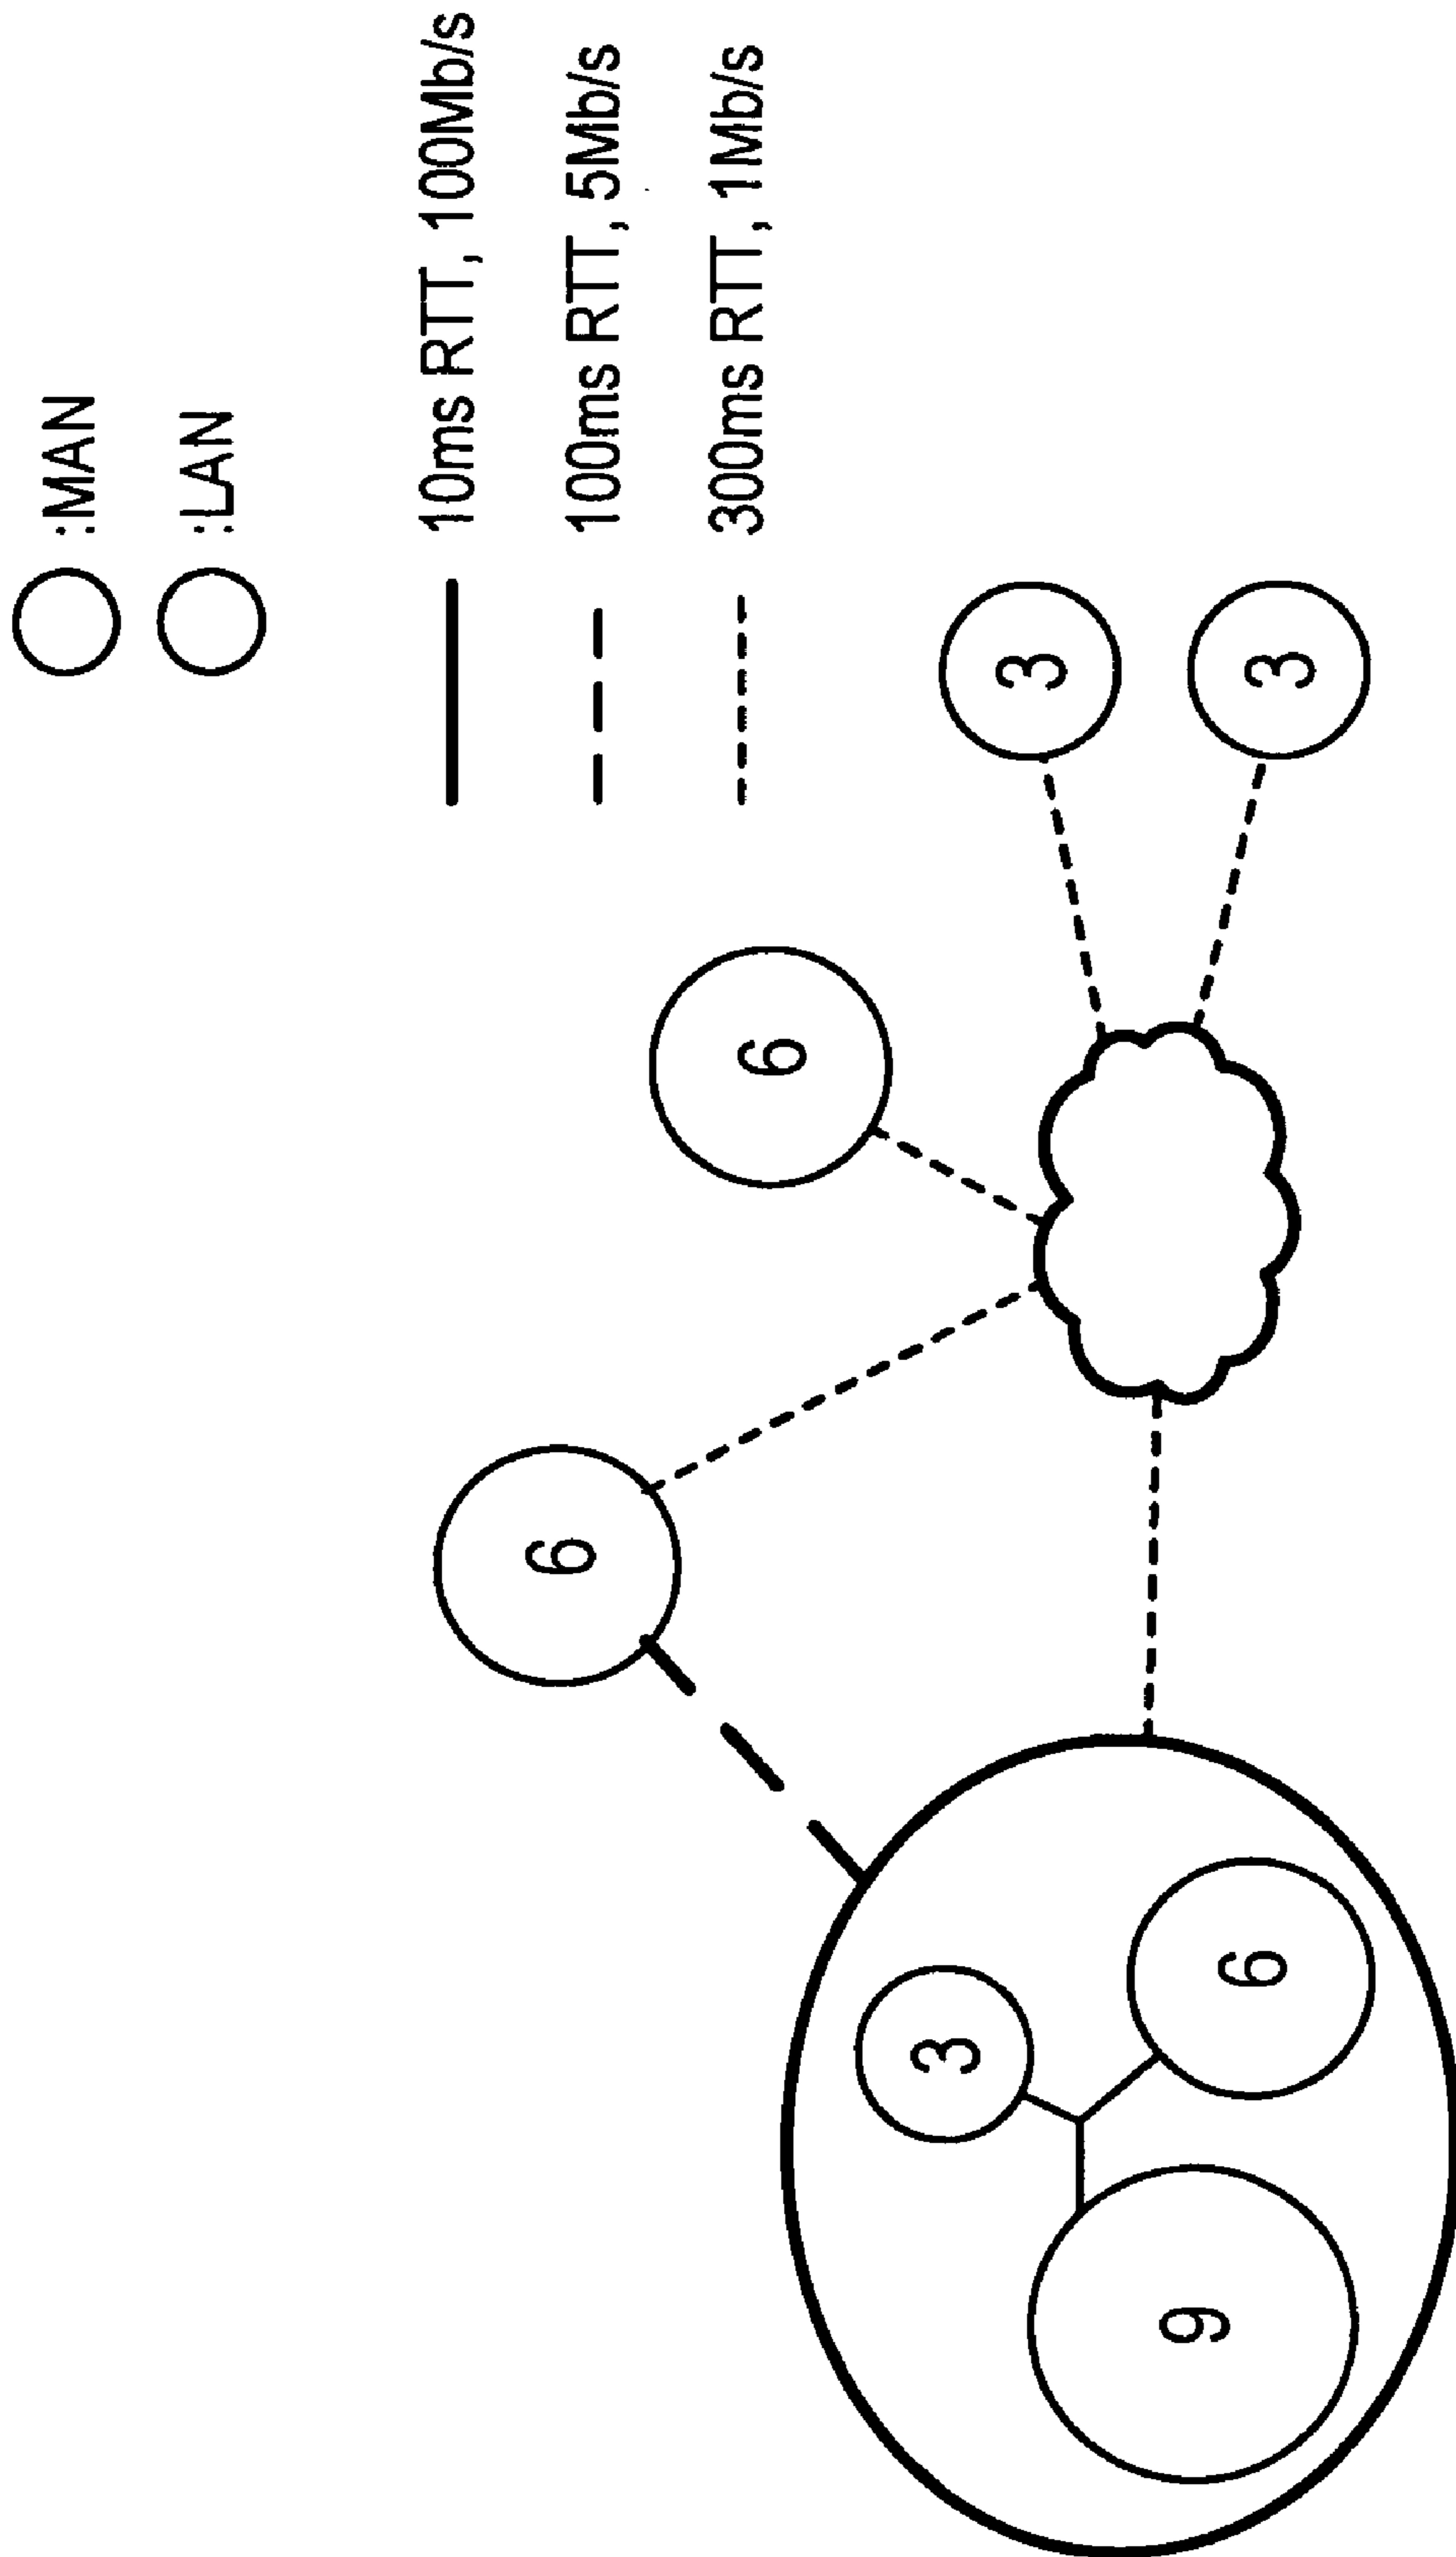 :MAN
:LAN
10ms RTT, 100Mb/s
100ms RTT, 5Mb/s
300ms RTT, 1Mb/s
6
6
3
3
9
6
3